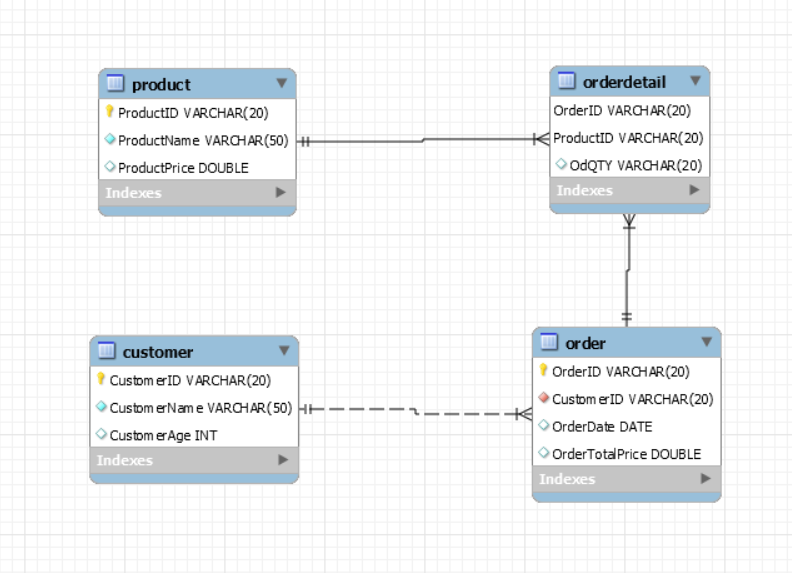 product
ProductID VARCHAR(20)
ProductName VARCHAR(50)
ProductPrice DOUBLE
Indexes
orderdetail
OrderID VARCHAR(20)
ProductID VARCHAR(20)
OdQTY VARCHAR(20)
Indexes
customer
CustomerID VARCHAR(20)
CustomerName VARCHAR(50)
CustomerAge INT
Indexes
order
OrderID VARCHAR(20)
CustomerID VARCHAR(20)
OrderDate DATE
OrderTotalPrice DOUBLE
Indexes